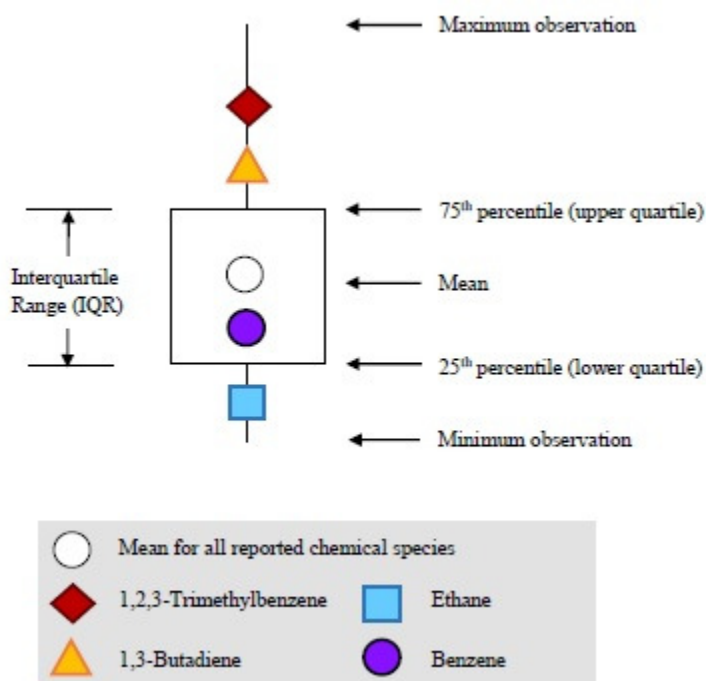 Maximum observation
75th percentile (upper quartile)
Interquartile
Range (IQR)
Mean
25th percentile (lower quartile)
Minimum observation
Mean for all reported chemical species
1,2,3-Trimethylbenzene
Ethane
1,3-Butadiene
Benzene